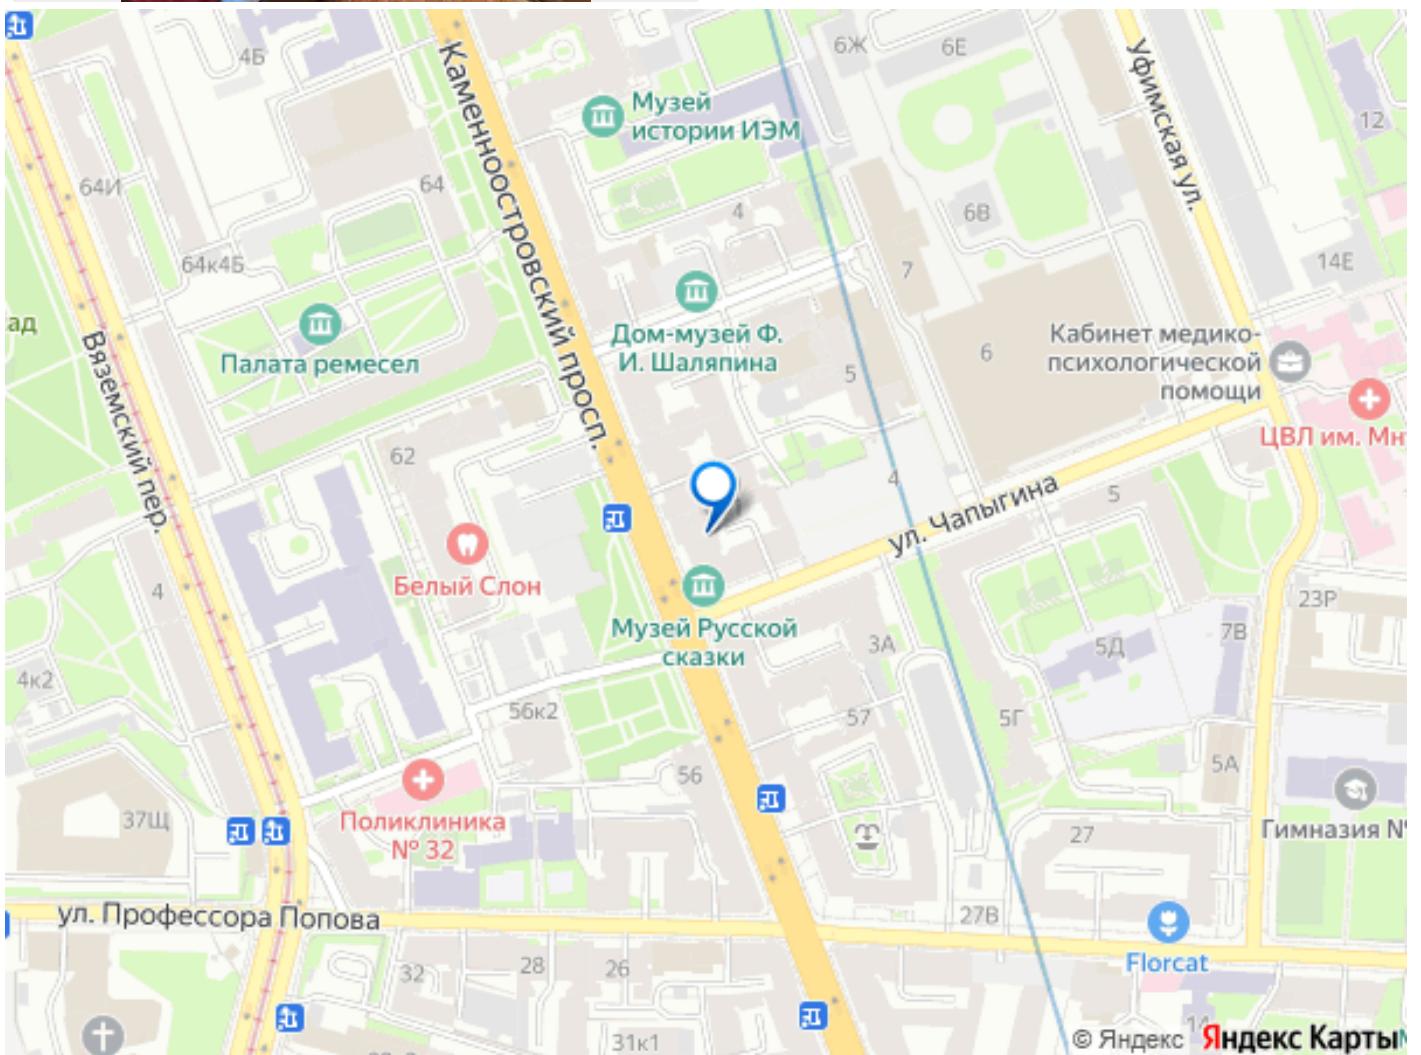 4Б
6Ж
6Е
Каменноостровский просп.
Уфимская ул.
Музей
истории ИЭМ
12
64И
64
4
6В
64к4Б
7
14Е
ад
Вяземский пер.
Палата ремесел
Дом-музей Ф.
И. Шаляпина
5
6
Кабинет медико-
психологической
помощи
ЦВЛ им. Мн
62
4
ул. Чапыгина
5
Белый Слон
4
Музей Русской
сказки
3А
5Д
7В
23Р
4к2
56к2
57
5Г
56
5А
37Щ
Поликлиника
№ 32
27
Гимназия №
ул. Профессора Попова
27В
Florcat
32
28
26
31к1
14
© Яндекс Яндекс Карты